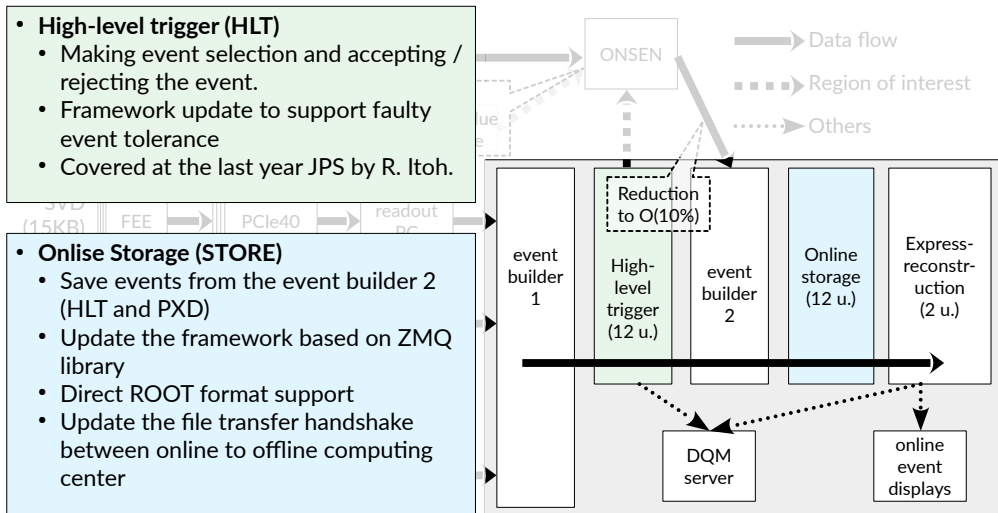 • High-level trigger (HLT)
• Making event selection and accepting /
rejecting the event.
• Framework update to support faulty
event tolerance
• Covered at the last year JPS by R. Itoh.
ONSEN
Data flow
Region of interest
Others
SVD
(15KB)
FEE
PCIe40
readout
PC
• Onlise Storage (STORE)
• Save events from the event builder 2
(HLT and PXD)
• Update the framework based on ZMQ
library
• Direct ROOT format support
• Update the file transfer handshake
between online to offline computing
center
Reduction
to O(10%)
event
builder
1
High-
level
trigger
(12 u.)
event
builder
2
Online
storage
(12 u.)
Express-
reconstr-
uction
(2 u.)
DQM
server
online
event
displays